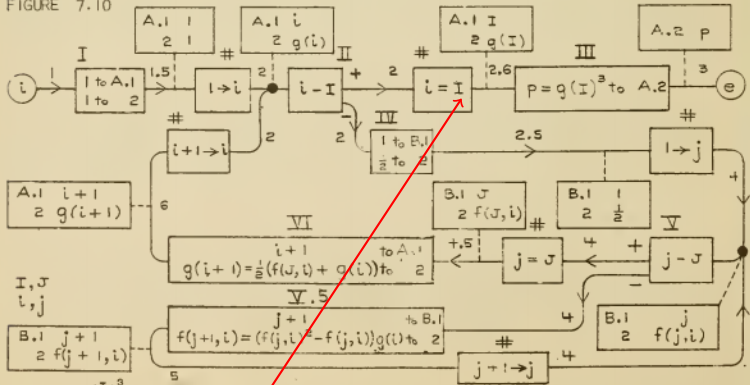 FIGURE 7.10
A.1 1
2 1
A.1 i
2 g(i)
A.1 I
2 g(I)
A.2 p
I
#
II
#
III
i
1
1 to A.1
1 to 2
1.5
1→i
2
i-I
+
2
i = I
2.6
p = g(I)³ to A.2
3
e
#
i+1→i
2
−
2
IV
1 to B.1
½ to 2
2.5
#
1→j
4
A.1 i+1
2 g(i+1)
6
B.1 J
2 f(J,i)
B.1 1
2 ½
VI
i+1 to A.1
g(i+1)=½(f(J,i)+ g(i)) to 2
4.5
#
j = J
4
+
V
j-J
−
I, J
i, j
V.5
j+1 to B.1
f(j+1,i)=(f(j,i)²-f(j,i))g(i) to 2
4
B.1 j
2 f(j,i)
B.1 j+1
2 f(j+1,i)
5
#
j+1→j
4